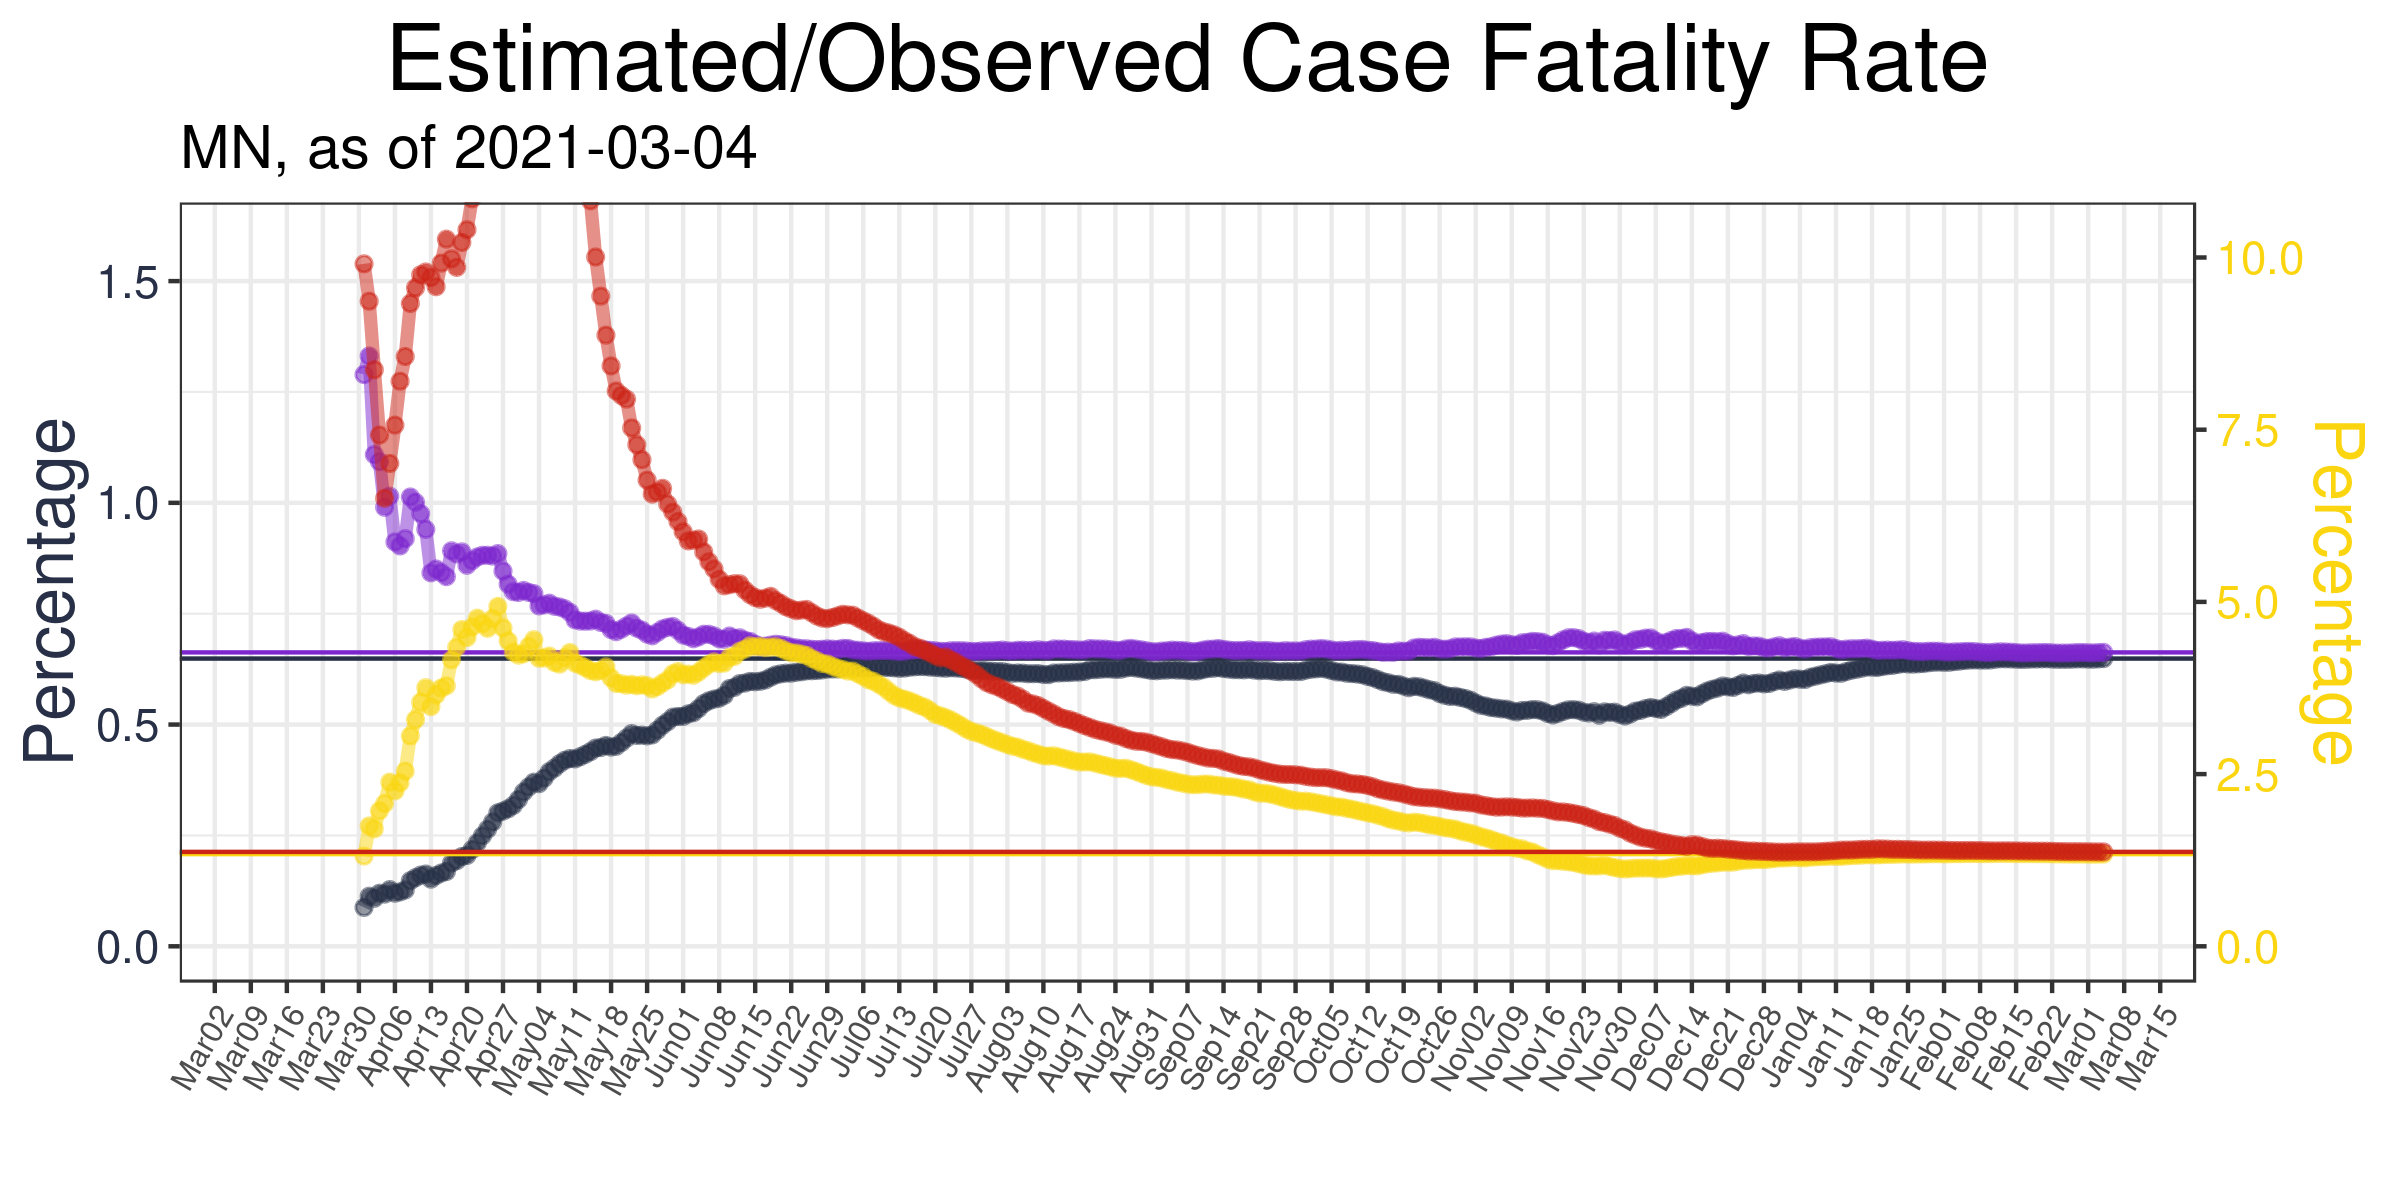 Estimated/Observed Case Fatality Rate
MN, as of 2021-03-04
Percentage
1.5
1.0
0.5
0.0
10.0
7.5
5.0
2.5
0.0
Percentage
Mar02
Mar09
Mar16
Mar23
Mar30
Apr06
Apr13
Apr20
Apr27
May04
May11
May18
May25
Jun01
Jun08
Jun15
Jun22
Jun29
Jul06
Jul13
Jul20
Jul27
Aug03
Aug10
Aug17
Aug24
Aug31
Sep07
Sep14
Sep21
Sep28
Oct05
Oct12
Oct19
Oct26
Nov02
Nov09
Nov16
Nov23
Nov30
Dec07
Dec14
Dec21
Dec28
Jan04
Jan11
Jan18
Jan25
Feb01
Feb08
Feb15
Feb22
Mar01
Mar08
Mar15